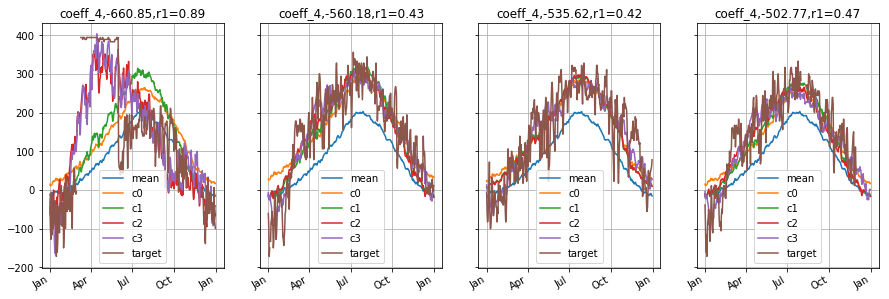 coeff_4,-660.85,r1=0.89
coeff_4,-560.18,r1=0.43
coeff_4,-535.62,r1=0.42
coeff_4,-502.77,r1=0.47
400
300
200
100
0
−100
−200
mean
c0
c1
c2
c3
target
mean
c0
c1
c2
c3
target
mean
c0
c1
c2
c3
target
mean
c0
c1
c2
c3
target
Jan
Apr
Jul
Oct
Jan
Jan
Apr
Jul
Oct
Jan
Jan
Apr
Jul
Oct
Jan
Jan
Apr
Jul
Oct
Jan